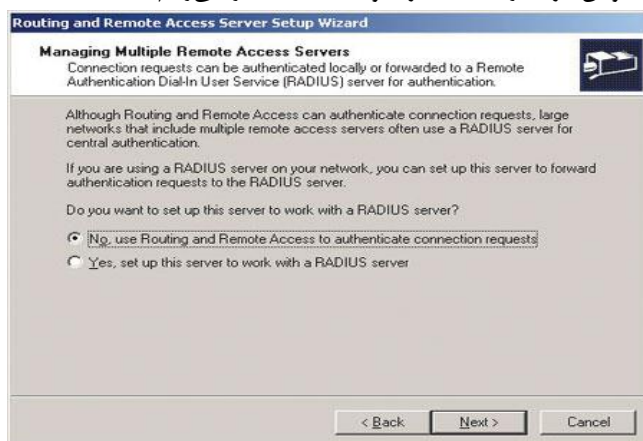 Routing and Remote Access Server Setup Wizard
Managing Multiple Remote Access Servers
Connection requests can be authenticated locally or forwarded to a Remote
Authentication Dial-In User Service (RADIUS) server for authentication.
Although Routing and Remote Access can authenticate connection requests, large
networks that include multiple remote access servers often use a RADIUS server for
central authentication.
If you are using a RADIUS server on your network, you can set up this server to forward
authentication requests to the RADIUS server.
Do you want to set up this server to work with a RADIUS server?
No, use Routing and Remote Access to authenticate connection requests
Yes, set up this server to work with a RADIUS server
< Back Next > Cancel